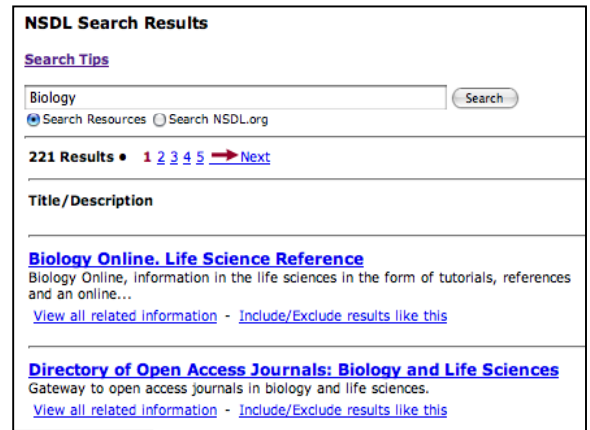 NSDL Search Results
Search Tips
Biology
Search
Search Resources Search NSDL.org
221 Results • 1 2 3 4 5 Next
Title/Description
Biology Online. Life Science Reference
Biology Online, information in the life sciences in the form of tutorials, references
and an online...
View all related information - Include/Exclude results like this
Directory of Open Access Journals: Biology and Life Sciences
Gateway to open access journals in biology and life sciences.
View all related information - Include/Exclude results like this